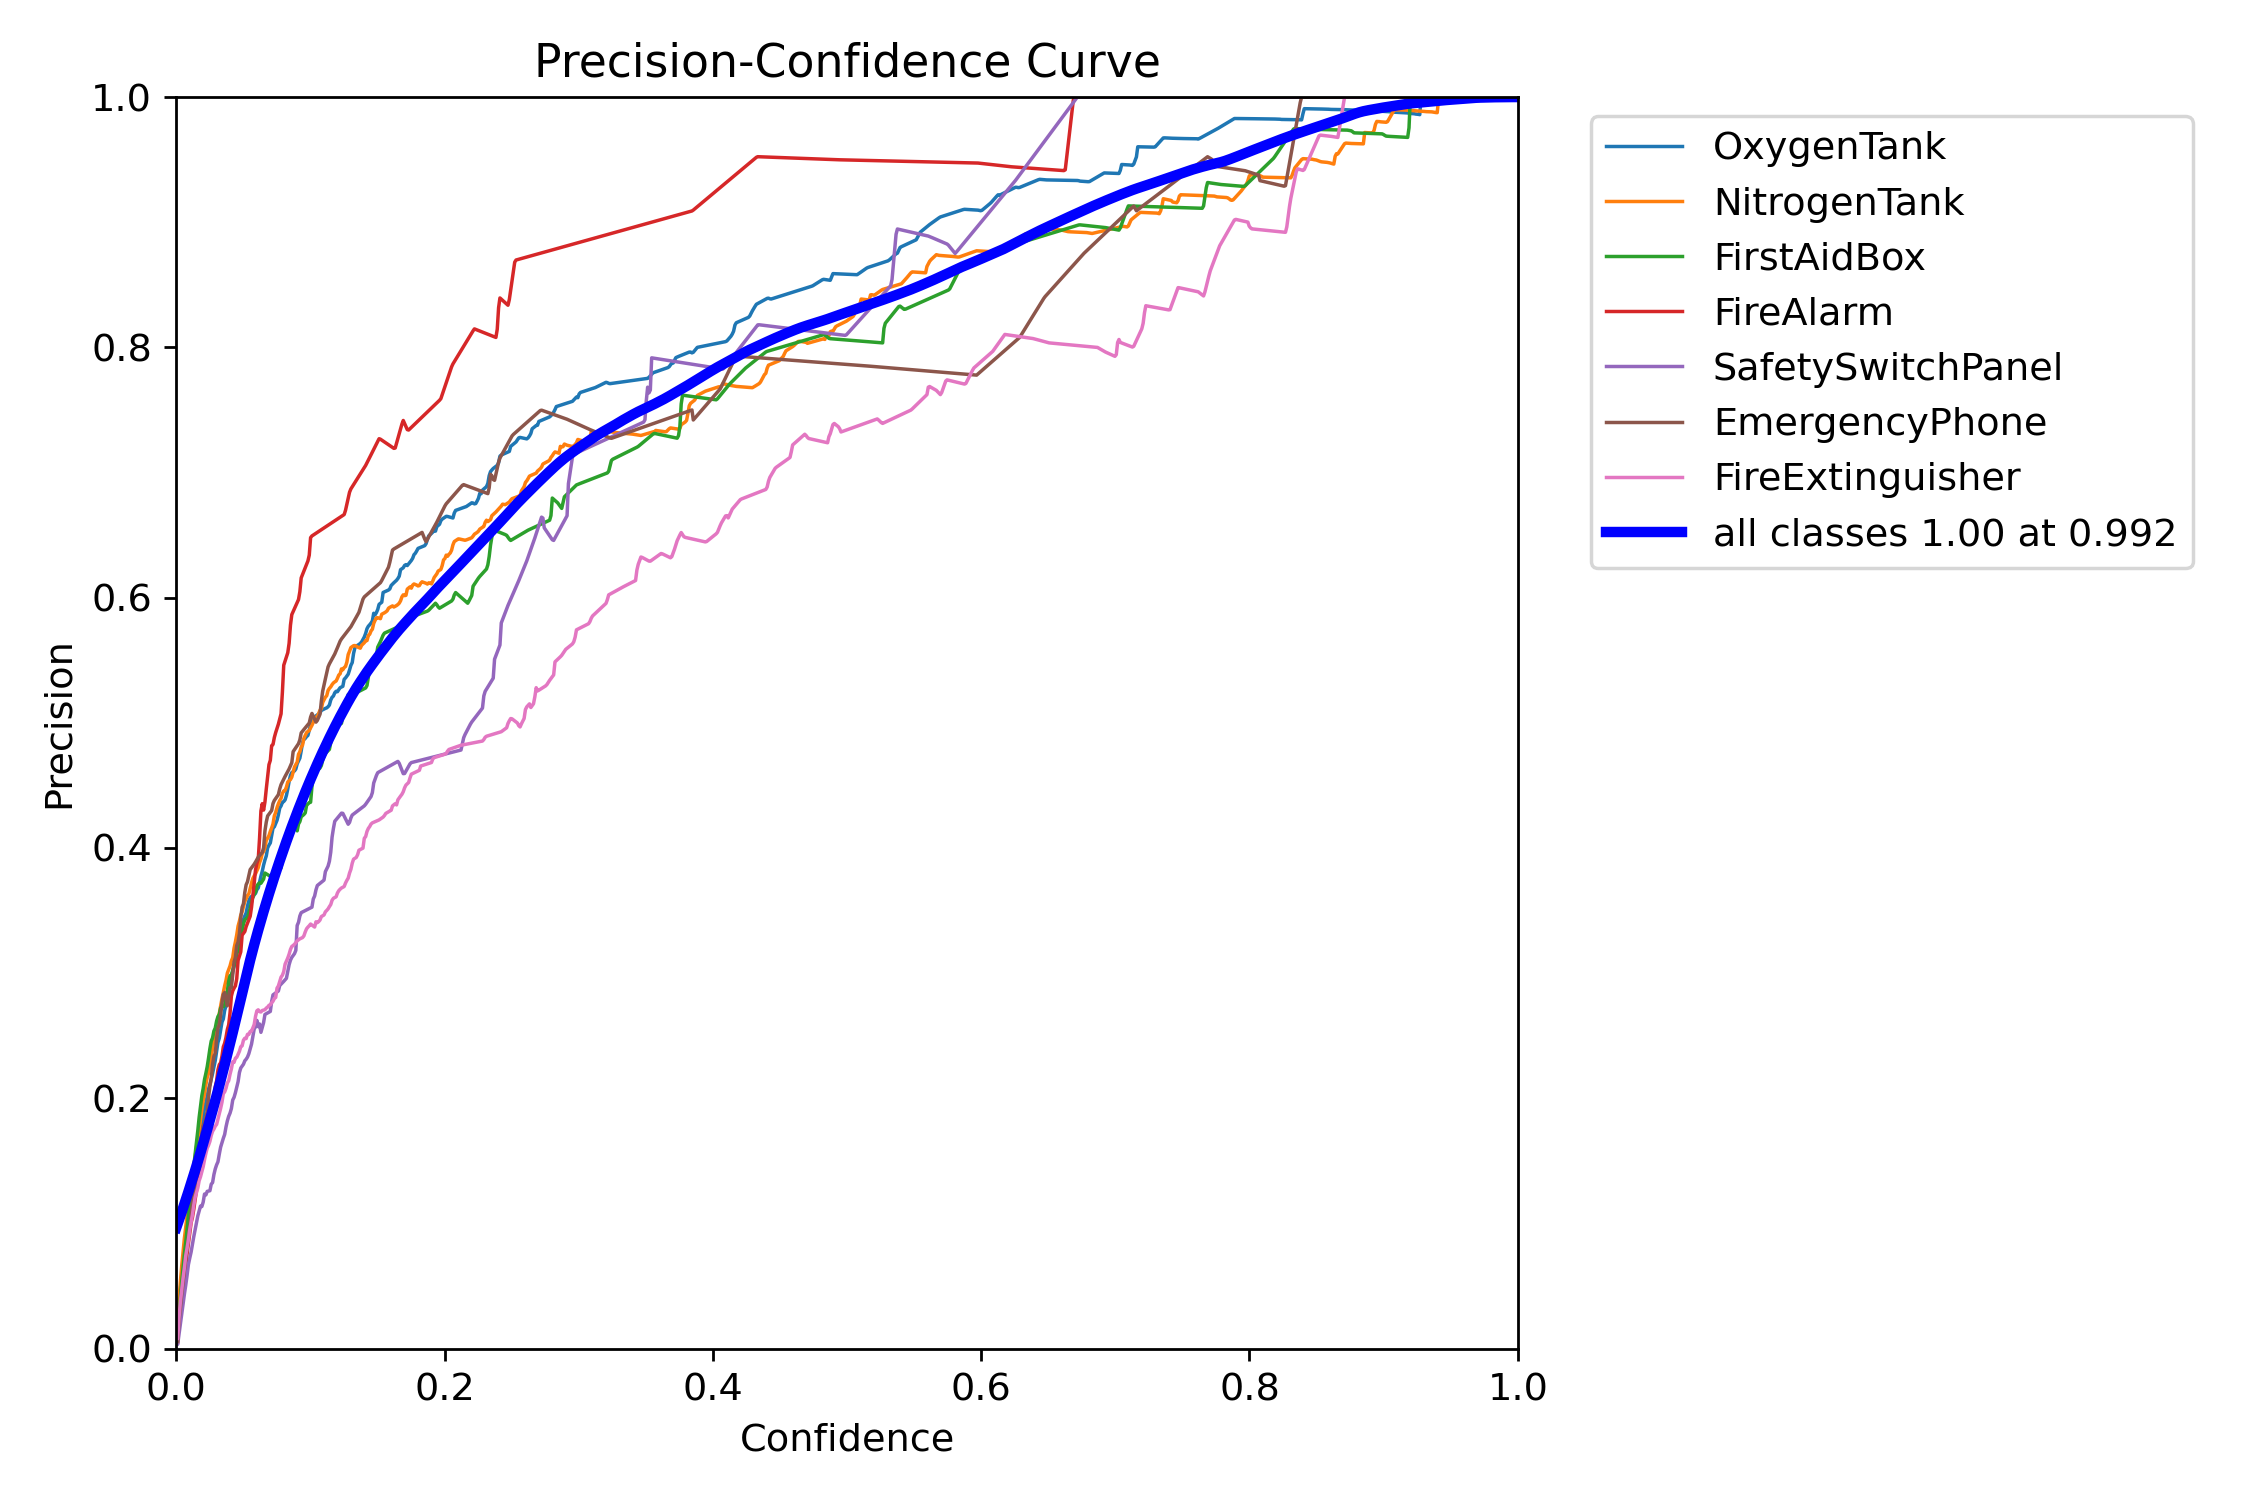 Precision-Confidence Curve
1.0
0.8
0.6
0.4
0.2
0.0
Precision
0.0 0.2 0.4 0.6 0.8 1.0
Confidence
OxygenTank
NitrogenTank
FirstAidBox
FireAlarm
SafetySwitchPanel
EmergencyPhone
FireExtinguisher
all classes 1.00 at 0.992